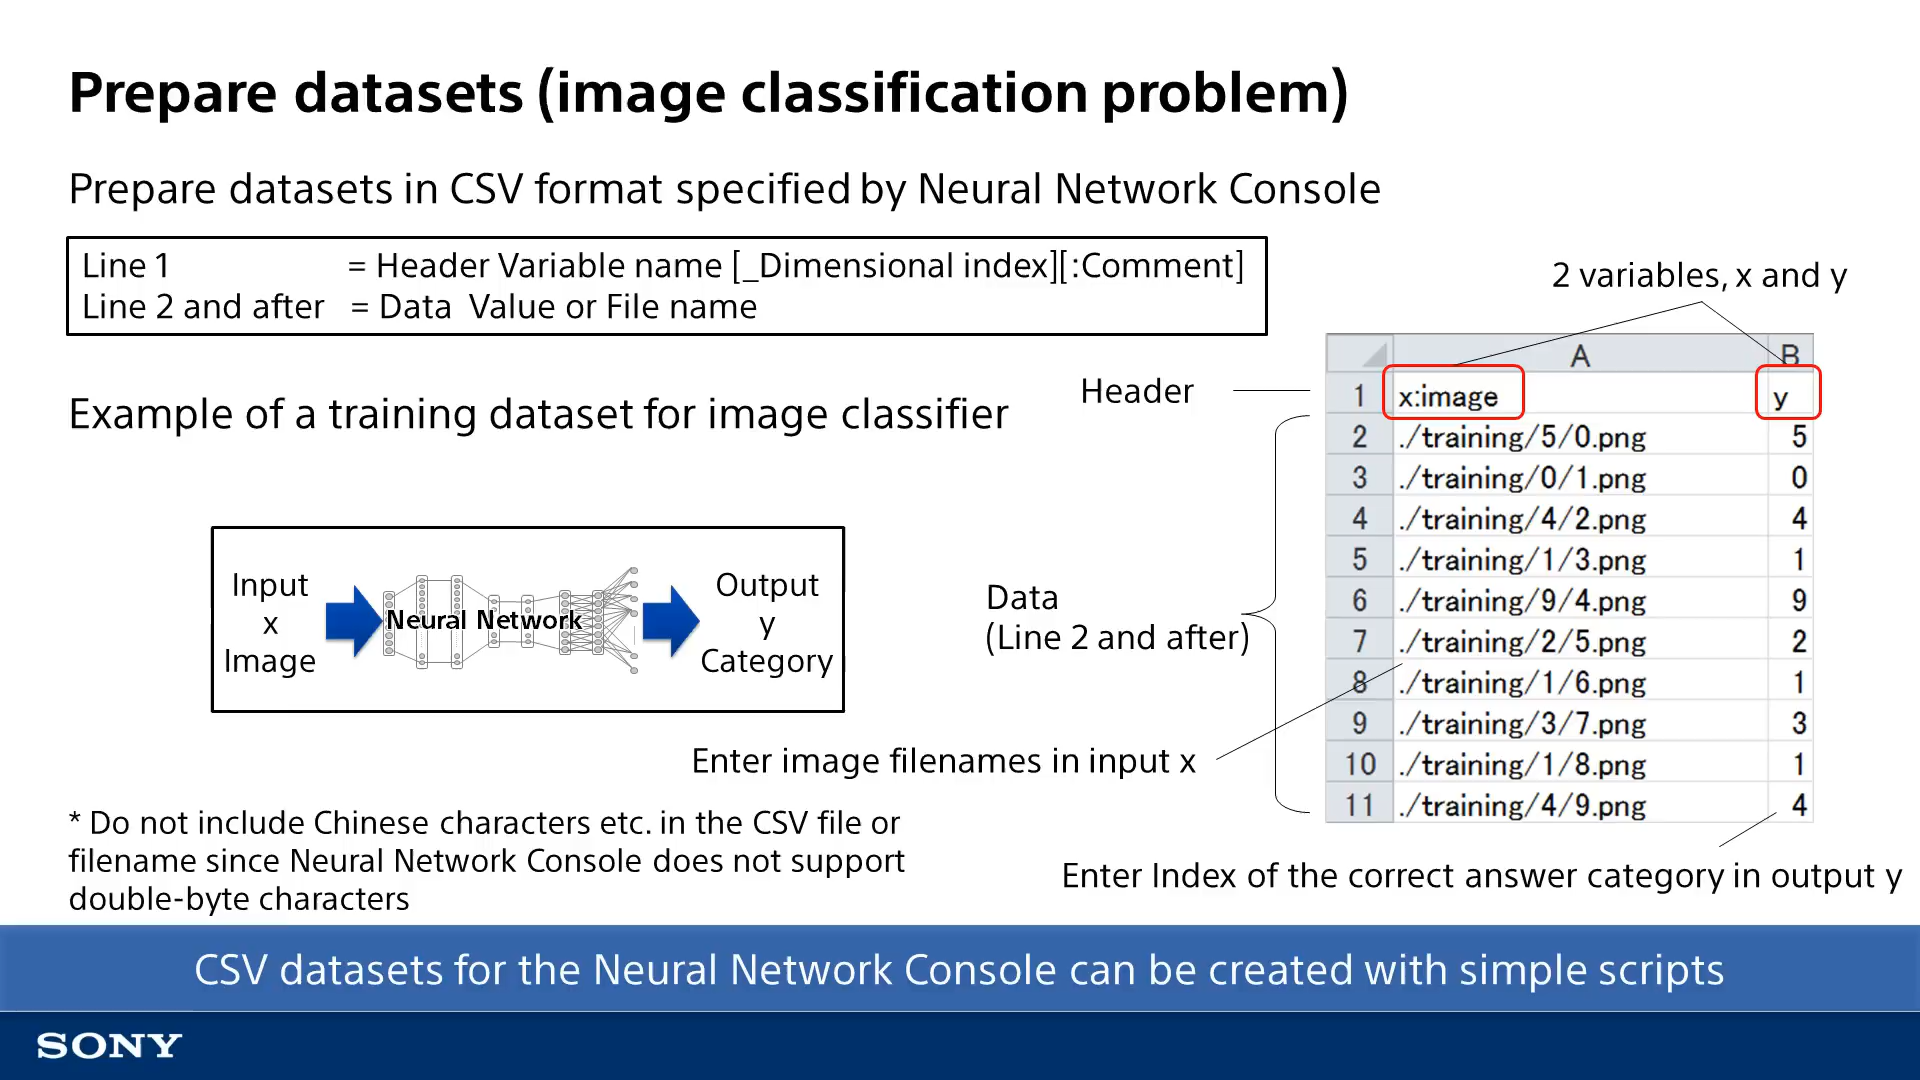 Prepare datasets (image classification problem)
Prepare datasets in CSV format specified by Neural Network Console
Line 1 = Header Variable name [_Dimensional index][:Comment]
Line 2 and after = Data Value or File name
Example of a training dataset for image classifier
Input
x
Image
Neural Network
Output
y
Category
2 variables, x and y
Header
Data
(Line 2 and after)
A B
1 x:image y
2 ./training/5/0.png 5
3 ./training/0/1.png 0
4 ./training/4/2.png 4
5 ./training/1/3.png 1
6 ./training/9/4.png 9
7 ./training/2/5.png 2
8 ./training/1/6.png 1
9 ./training/3/7.png 3
10 ./training/1/8.png 1
11 ./training/4/9.png 4
Enter image filenames in input x
Enter Index of the correct answer category in output y
* Do not include Chinese characters etc. in the CSV file or
filename since Neural Network Console does not support
double-byte characters
CSV datasets for the Neural Network Console can be created with simple scripts
SONY